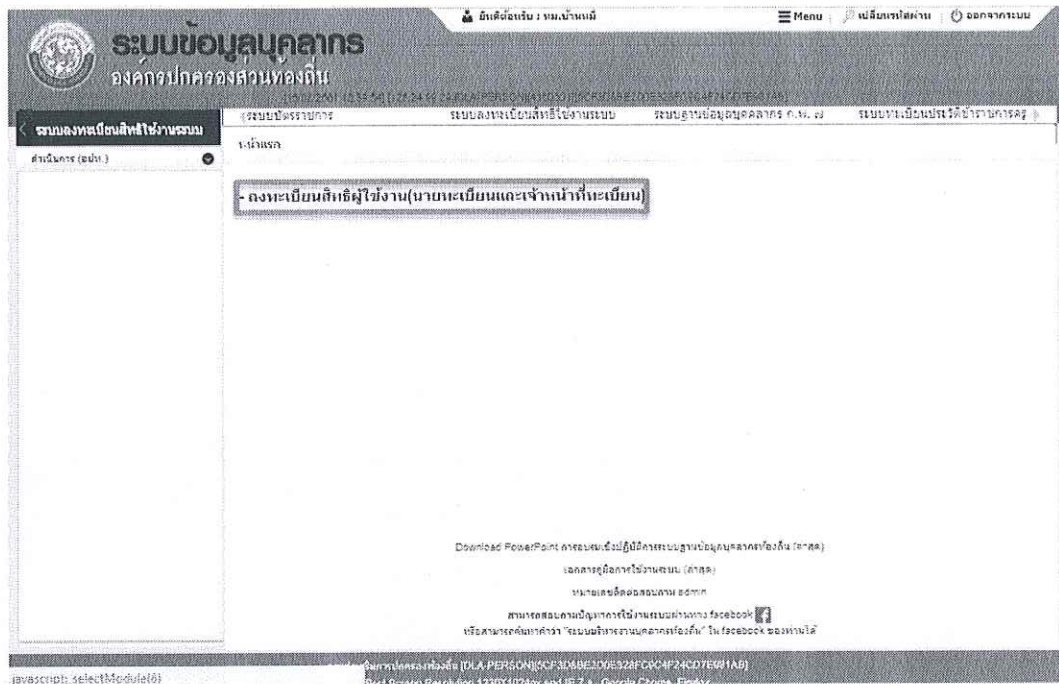 ยินดีต้อนรับ : ทม.บ้านหมี่
Menu
เปลี่ยนรหัสผ่าน
ออกจากระบบ
ระบบข้อมูลบุคลากร
องค์กรปกครองส่วนท้องถิ่น
ระบบลงทะเบียนสิทธิใช้งานระบบ
ระบบบัตรราชการ
ระบบลงทะเบียนสิทธิใช้งานระบบ
ระบบฐานข้อมูลบุคคลากร ก.พ. ๗
ระบบทะเบียนประวัติข้าราชการครู
ดำเนินการ (อปท.)
หน้าแรก
- ลงทะเบียนสิทธิผู้ใช้งาน(นายทะเบียนและเจ้าหน้าที่ทะเบียน)
Download PowerPoint การอบรมเชิงปฏิบัติการระบบฐานข้อมูลบุคลากรท้องถิ่น (ล่าสุด)
เอกสารคู่มือการใช้งานระบบ (ล่าสุด)
หมายเลขติดต่อสอบถาม admin
สามารถสอบถามปัญหาการใช้งานระบบผ่านทาง facebook
หรือสามารถค้นหาคำว่า "ระบบบริหารงานบุคลากรท้องถิ่น" ใน facebook ของท่านได้
javascript: selectModule(6)